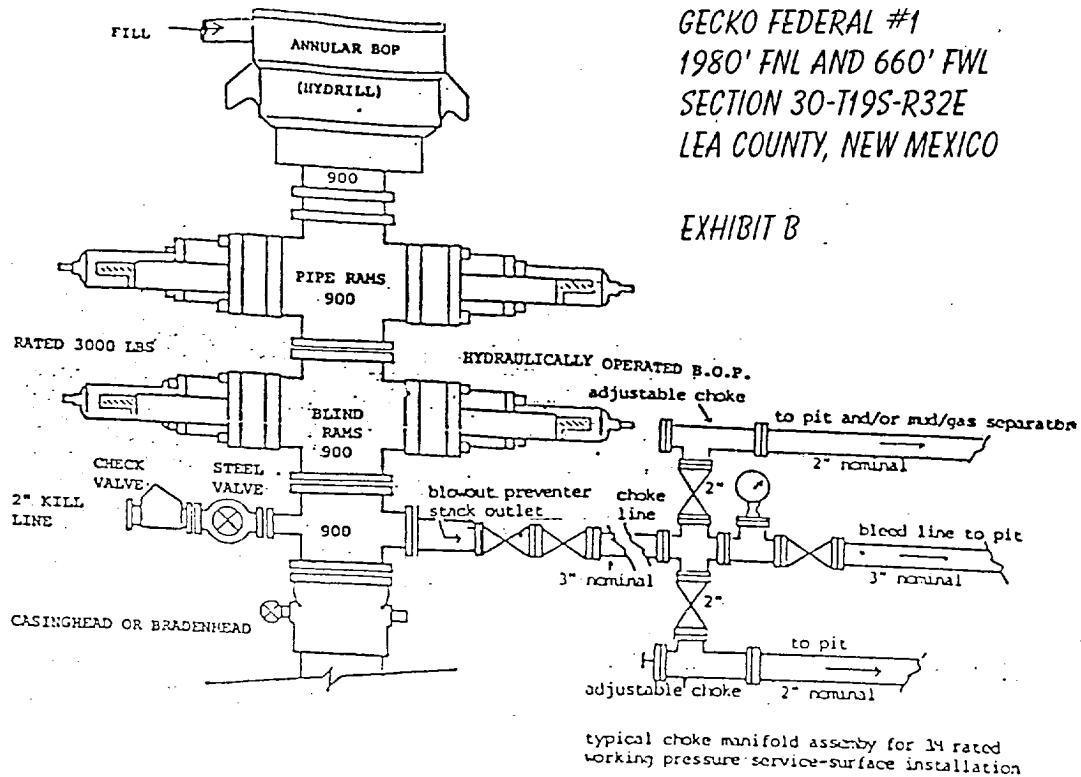 GECKO FEDERAL #1
1980' FNL AND 660' FWL
SECTION 30-T19S-R32E
LEA COUNTY, NEW MEXICO
EXHIBIT B
FILL
ANNULAR BOP
(HYDRILL)
900
PIPE RAMS
900
RATED 3000 LBS
HYDRAULICALLY OPERATED B.O.P.
BLIND
RAMS
900
adjustable choke
to pit and/or mud/gas separator
2" nominal
CHECK
VALVE
STEEL
VALVE
2" KILL
LINE
900
blowout preventer
stack outlet
choke
line
3" nominal
2"
bleed line to pit
3" nominal
2"
CASINGHEAD OR BRADENHEAD
to pit
adjustable choke
2" nominal
typical choke manifold assemby for 3M rated
working pressure service-surface installation